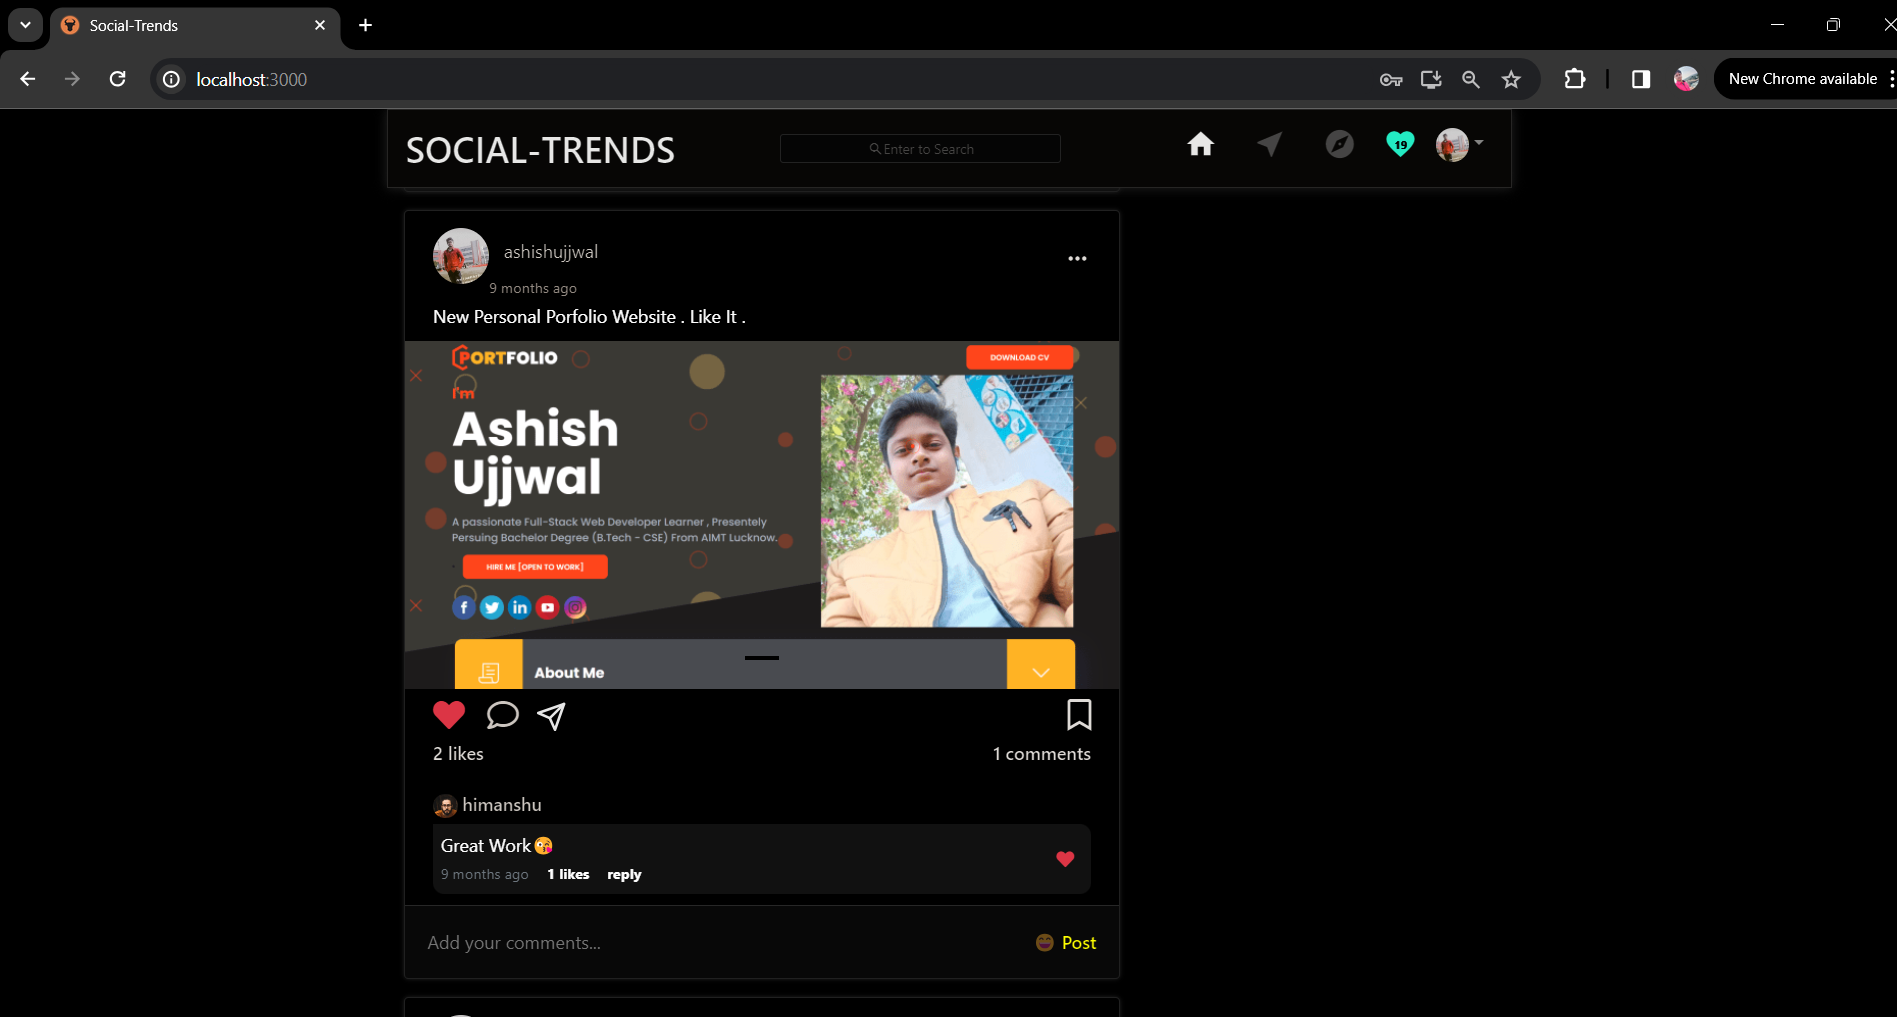 Social-Trends
localhost:3000
New Chrome available
SOCIAL-TRENDS
Enter to Search
19
ashishujjwal
9 months ago
New Personal Porfolio Website . Like It .
PORTFOLIO
DOWNLOAD CV
I'm
Ashish
Ujjwal
A passionate Full-Stack Web Developer Learner , Presentely
Persuing Bachelor Degree (B.Tech - CSE) From AIMT Lucknow.
HIRE ME [OPEN TO WORK]
About Me
2 likes
1 comments
himanshu
Great Work😘
9 months ago 1 likes reply
Add your comments...
Post